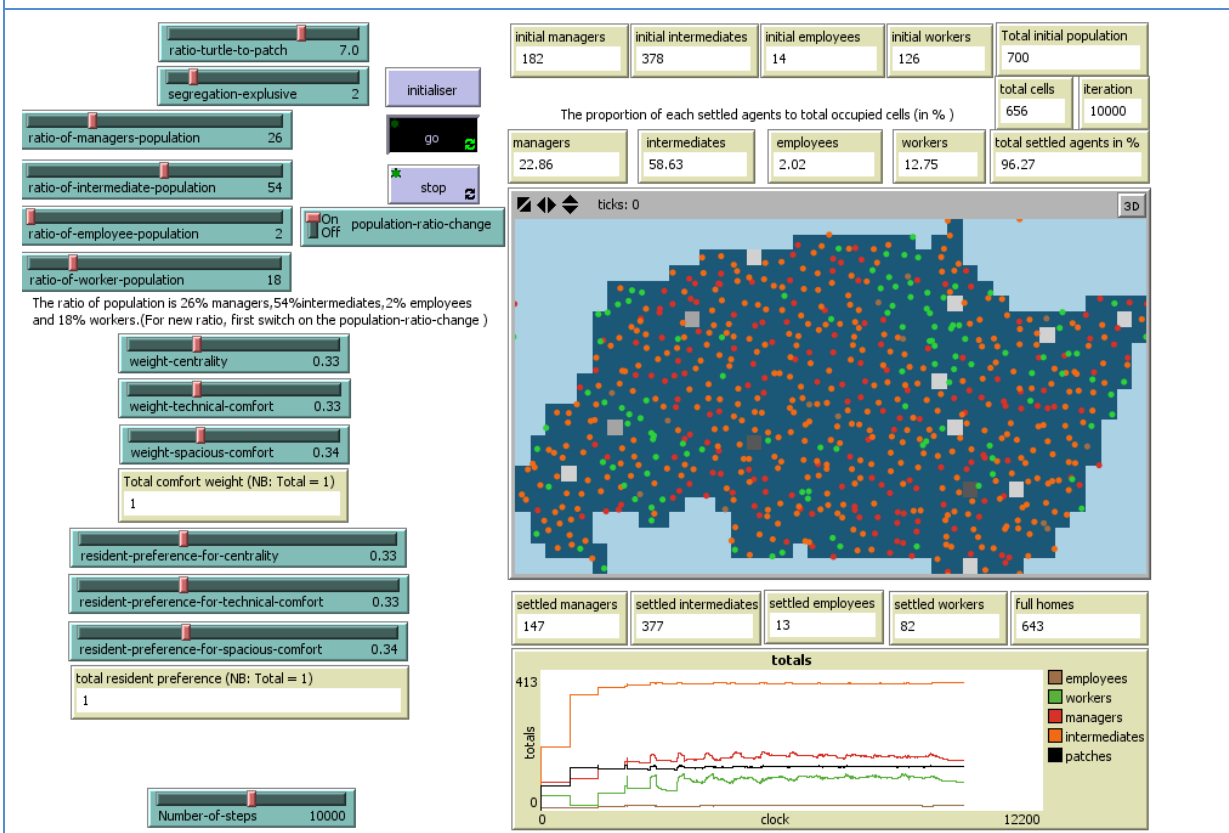 ratio-turtle-to-patch 7.0
segregation-explusive 2
initialiser
ratio-of-managers-population 26
go
ratio-of-intermediate-population 54
stop
ratio-of-employee-population 2
On
Off
population-ratio-change
ratio-of-worker-population 18
The ratio of population is 26% managers,54%intermediates,2% employees
and 18% workers.(For new ratio, first switch on the population-ratio-change )
weight-centrality 0.33
weight-technical-comfort 0.33
weight-spacious-comfort 0.34
Total comfort weight (NB: Total = 1)
1
resident-preference-for-centrality 0.33
resident-preference-for-technical-comfort 0.33
resident-preference-for-spacious-comfort 0.34
total resident preference (NB: Total = 1)
1
Number-of-steps 10000
initial managers
182
initial intermediates
378
initial employees
14
initial workers
126
Total initial population
700
total cells
656
iteration
10000
The proportion of each settled agents to total occupied cells (in % )
managers
22.86
intermediates
58.63
employees
2.02
workers
12.75
total settled agents in %
96.27
ticks: 0
3D
settled managers
147
settled intermediates
377
settled employees
13
settled workers
82
full homes
643
totals
413
totals
0
0
clock
12200
employees
workers
managers
intermediates
patches